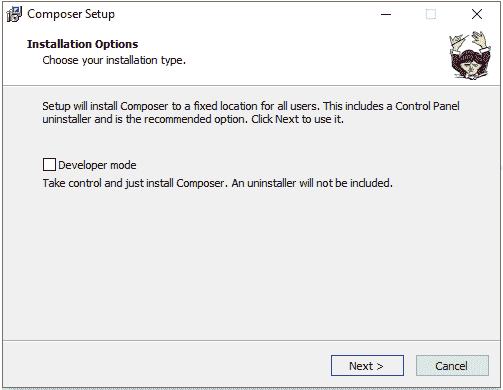 Composer Setup
Installation Options
Choose your installation type.
Setup will install Composer to a fixed location for all users. This includes a Control Panel
uninstaller and is the recommended option. Click Next to use it.
Developer mode
Take control and just install Composer. An uninstaller will not be included.
Next >
Cancel